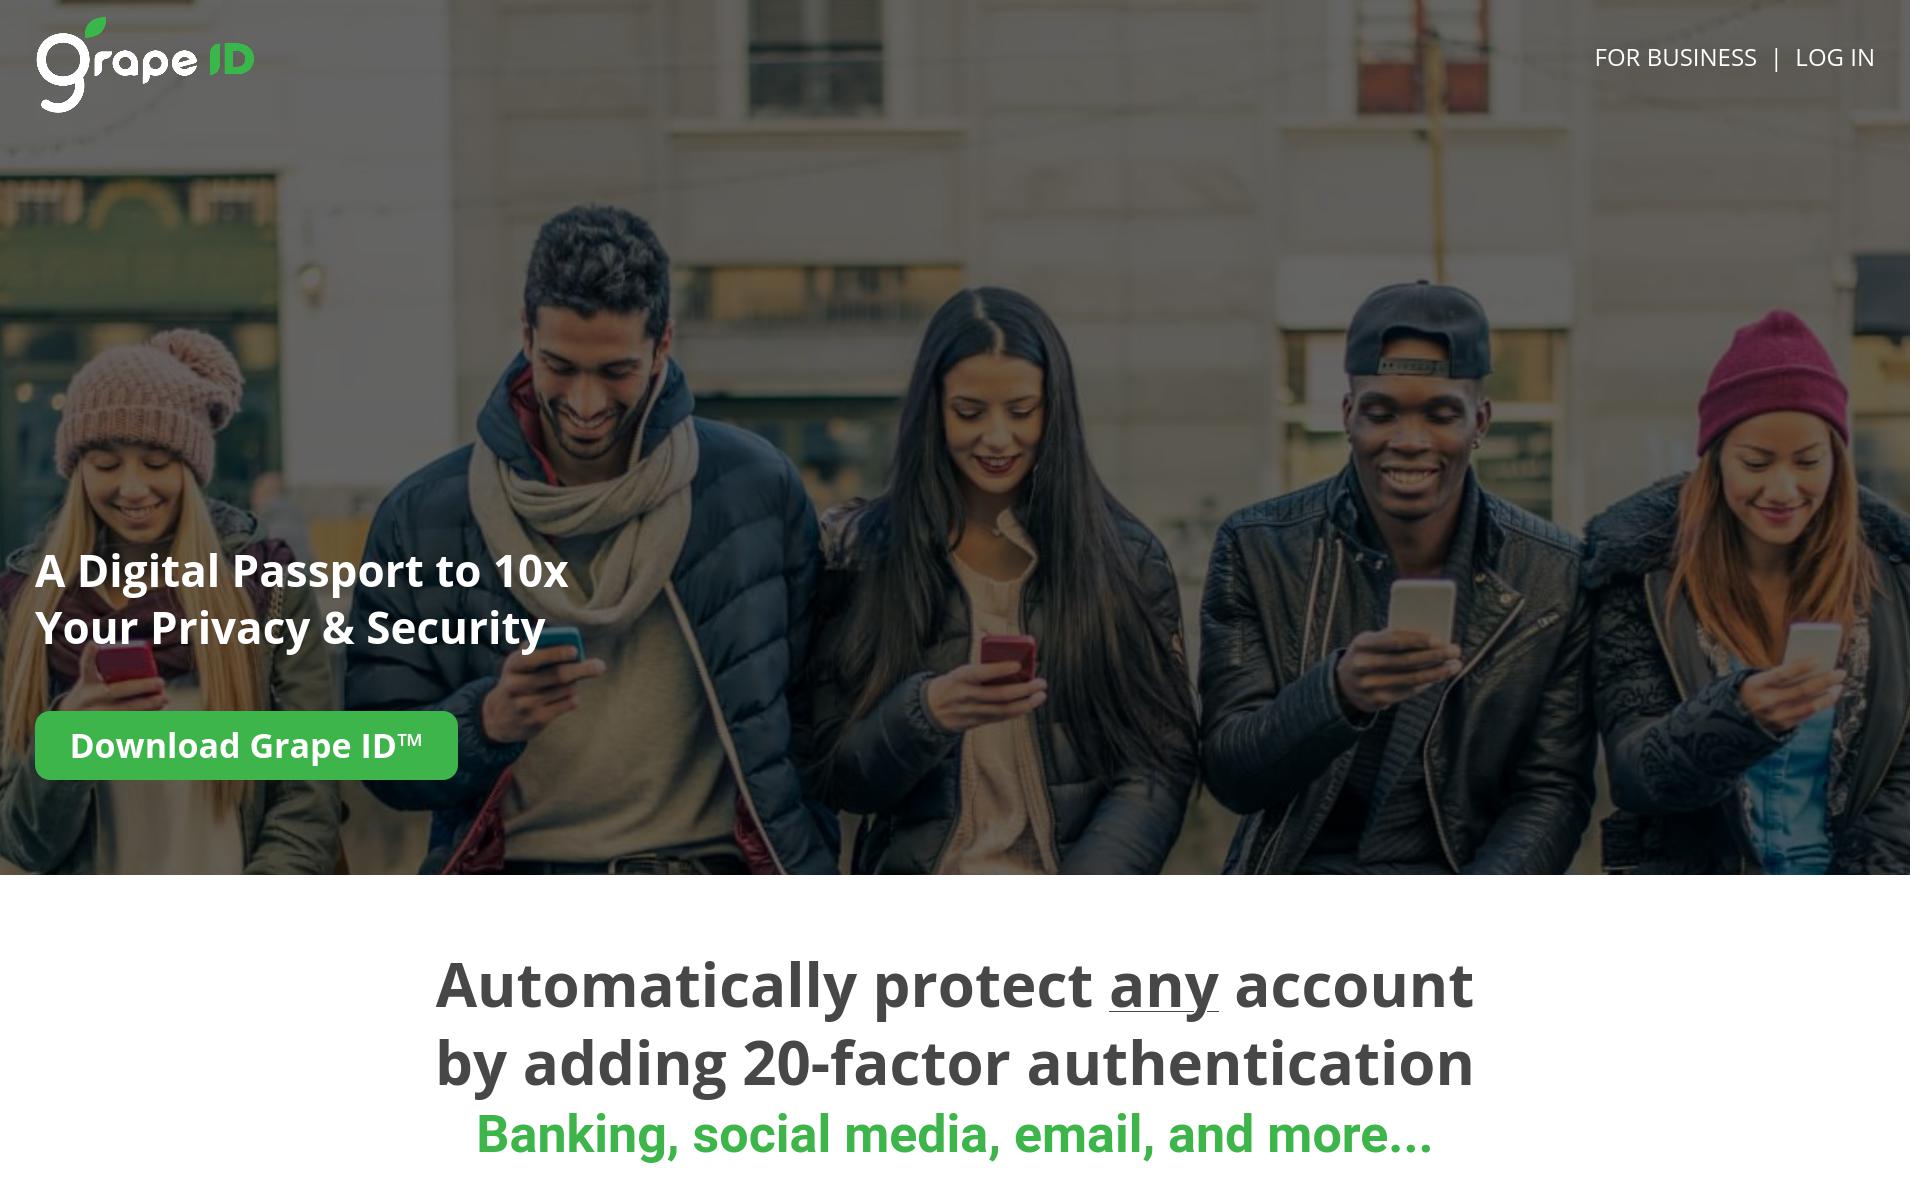 grape ID
FOR BUSINESS | LOG IN
A Digital Passport to 10x
Your Privacy & Security
Download Grape ID™
Automatically protect any account
by adding 20-factor authentication
Banking, social media, email, and more...